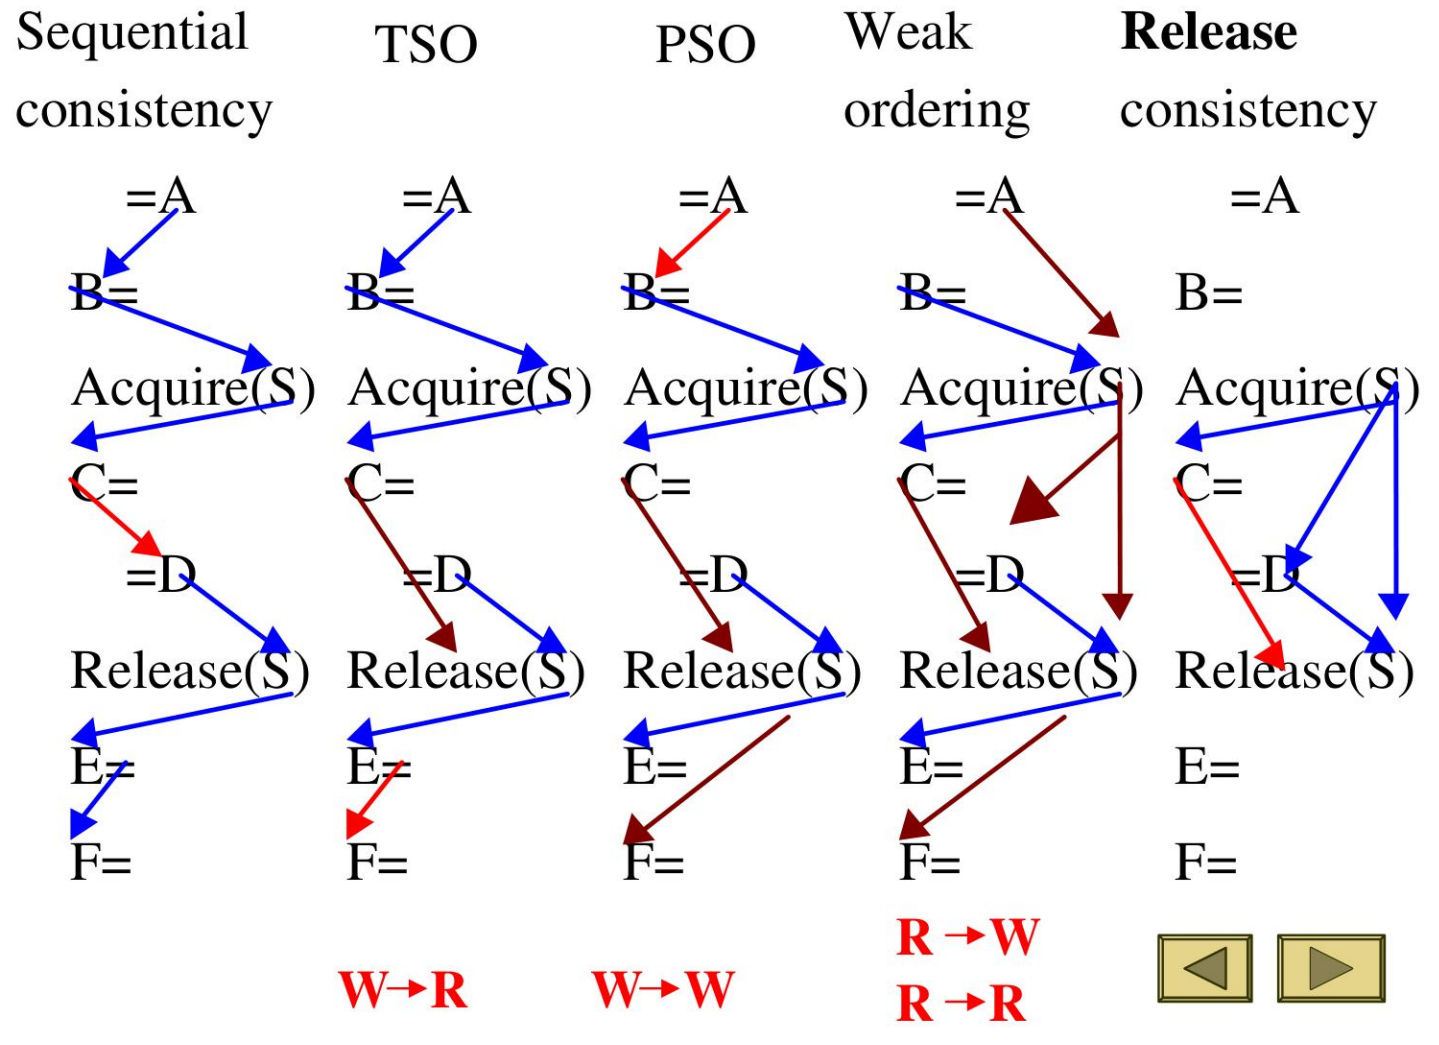 Sequential consistency
TSO
PSO
Weak ordering
Release consistency
=A =A =A =A =A
B= B= B= B= B=
Acquire(S) Acquire(S) Acquire(S) Acquire(S) Acquire(S)
C= C= C= C= C=
=D =D =D =D =D
Release(S) Release(S) Release(S) Release(S) Release(S)
E= E= E= E= E=
F= F= F= F= F=
W→R
W→W
R→W
R→R